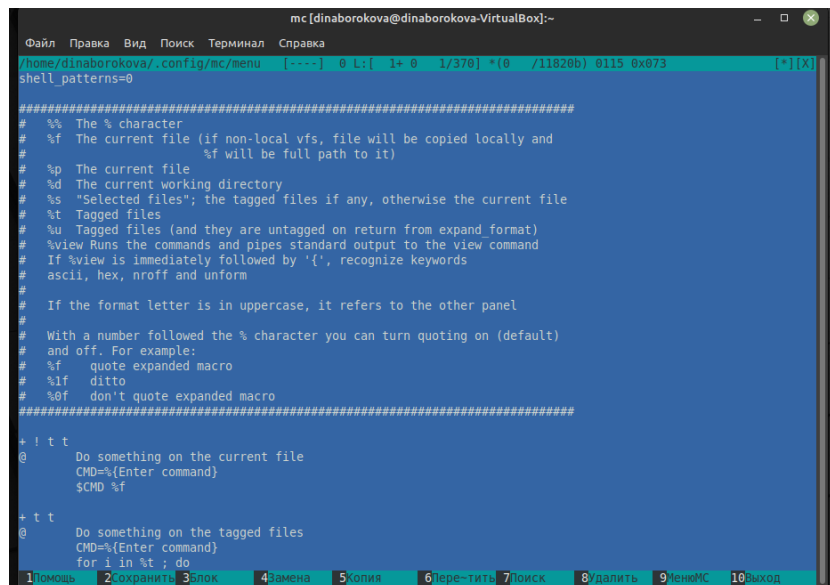 mc [dinaborokova@dinaborokova-VirtualBox]:~
Файл Правка Вид Поиск Терминал Справка
/home/dinaborokova/.config/mc/menu [----] 0 L:[ 1+ 0 1/370] *(0 /11820b) 0115 0x073 [*][X]
shell_patterns=0
##############################################################################
# %% The % character
# %f The current file (if non-local vfs, file will be copied locally and
# %f will be full path to it)
# %p The current file
# %d The current working directory
# %s "Selected files"; the tagged files if any, otherwise the current file
# %t Tagged files
# %u Tagged files (and they are untagged on return from expand_format)
# %view Runs the commands and pipes standard output to the view command
# If %view is immediately followed by '{', recognize keywords
# ascii, hex, nroff and unform
#
# If the format letter is in uppercase, it refers to the other panel
#
# With a number followed the % character you can turn quoting on (default)
# and off. For example:
# %f quote expanded macro
# %1f ditto
# %0f don't quote expanded macro
##############################################################################
+ ! t t
@ Do something on the current file
CMD=%{Enter command}
$CMD %f
+ t t
@ Do something on the tagged files
CMD=%{Enter command}
for i in %t ; do
1Помощь 2Сохранить 3Блок 4Замена 5Копия 6Пере~тить 7Поиск 8Удалить 9МенюMC 10Выход